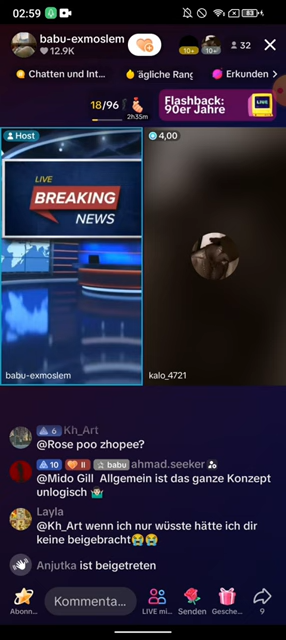 02:59
83
babu-exmoslem
12.9K
10+
10+
32
Chatten und Int...
ägliche Rang
Erkunden
18/96
2h35m
Flashback:
90er Jahre
LIVE
Host
4,00
LIVE
BREAKING
NEWS
babu-exmoslem
kalo_4721
6 Kh_Art
@Rose poo zhopee?
10 II babu ahmad.seeker
@Mido Gill Allgemein ist das ganze Konzept
unlogisch 🤷🏻‍♂️
Layla
@Kh_Art wenn ich nur wüsste hätte ich dir
keine beigebracht😭😭
Anjutka ist beigetreten
Kommenta...
Abonn...
LIVE mi...
Senden
Gesche...
9